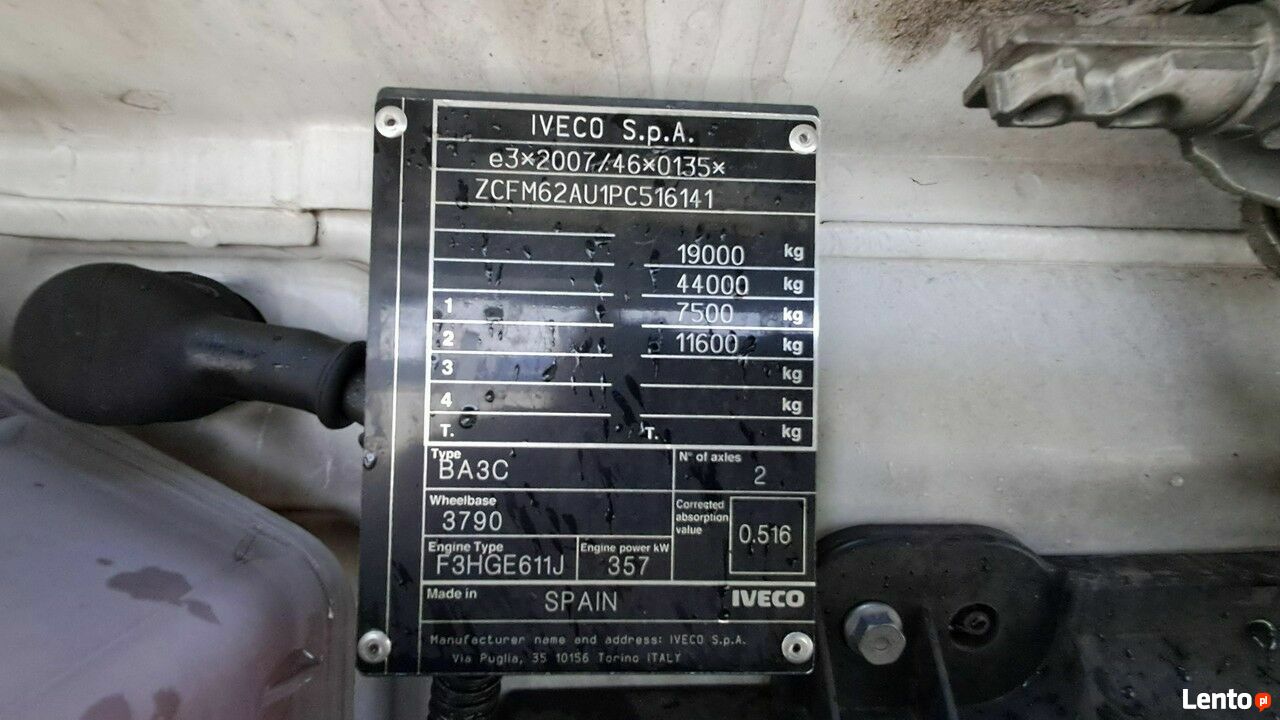 IVECO S.p.A.
e3×2007/46×0135×
ZCFM62AU1PC516141
19000 kg
44000 kg
1 7500 kg
2 11600 kg
3 kg
4 kg
T. T. kg
Type
BA3C
N° of axles
2
Wheelbase
3790
Corrected
absorption
value
0.516
Engine Type
F3HGE611J
Engine power kW
357
Made in
SPAIN
IVECO
Manufacturer name and address: IVECO S.p.A.
Via Puglia, 35 10156 Torino ITALY
Lento.pl